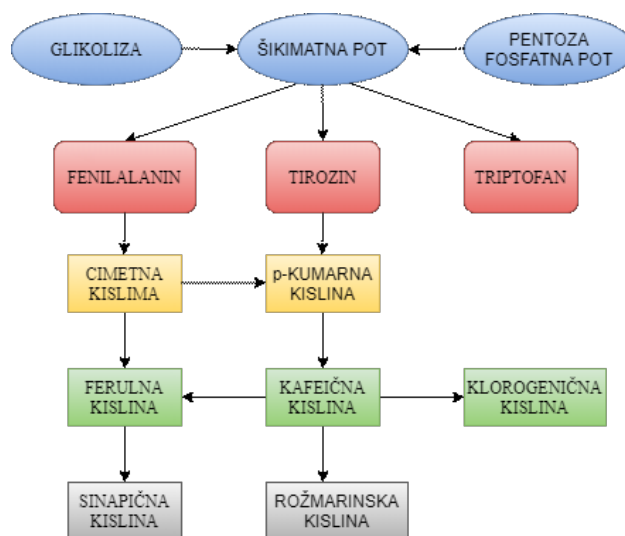 GLIKOLIZA
ŠIKIMATNA POT
PENTOZA
FOSFATNA POT
FENILALANIN
TIROZIN
TRIPTOFAN
CIMETNA
KISLIMA
p-KUMARNA
KISLINA
FERULNA
KISLINA
KAFEIČNA
KISLINA
KLOROGENIČNA
KISLINA
SINAPIČNA
KISLINA
ROŽMARINSKA
KISLINA